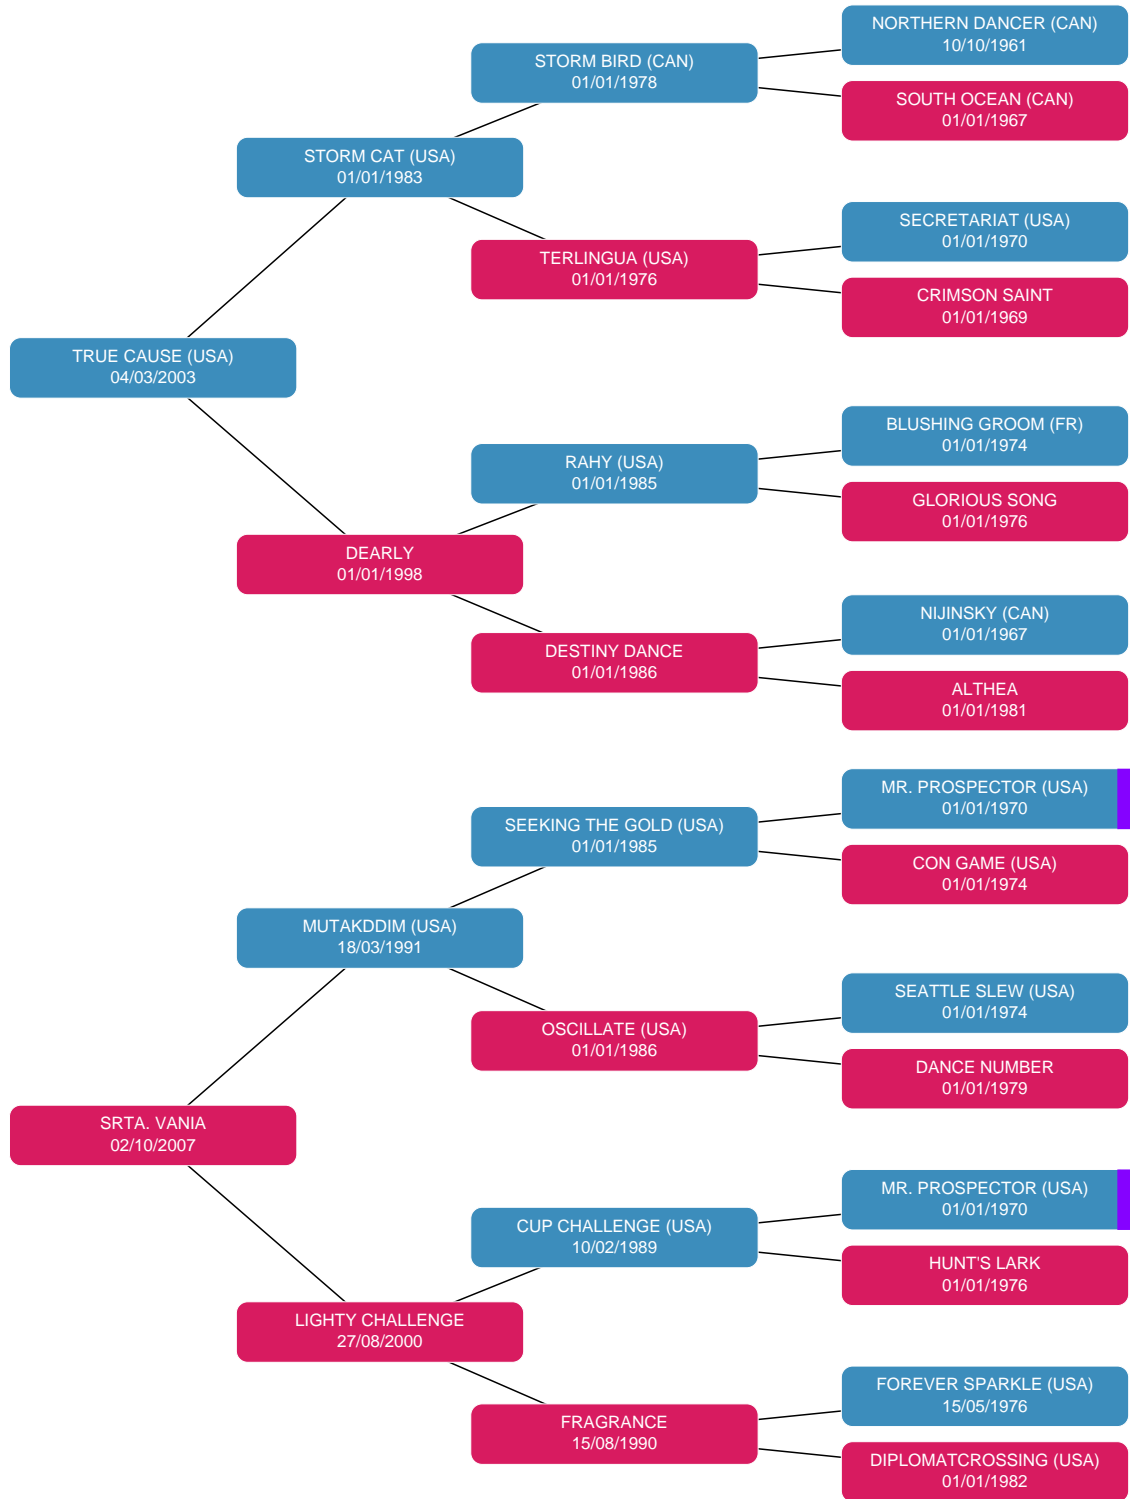 NORTHERN DANCER (CAN)
10/10/1961
STORM BIRD (CAN)
01/01/1978
SOUTH OCEAN (CAN)
01/01/1967
STORM CAT (USA)
01/01/1983
SECRETARIAT (USA)
01/01/1970
TERLINGUA (USA)
01/01/1976
CRIMSON SAINT
01/01/1969
TRUE CAUSE (USA)
04/03/2003
BLUSHING GROOM (FR)
01/01/1974
RAHY (USA)
01/01/1985
GLORIOUS SONG
01/01/1976
DEARLY
01/01/1998
NIJINSKY (CAN)
01/01/1967
DESTINY DANCE
01/01/1986
ALTHEA
01/01/1981
MR. PROSPECTOR (USA)
01/01/1970
SEEKING THE GOLD (USA)
01/01/1985
CON GAME (USA)
01/01/1974
MUTAKDDIM (USA)
18/03/1991
SEATTLE SLEW (USA)
01/01/1974
OSCILLATE (USA)
01/01/1986
DANCE NUMBER
01/01/1979
SRTA. VANIA
02/10/2007
MR. PROSPECTOR (USA)
01/01/1970
CUP CHALLENGE (USA)
10/02/1989
HUNT'S LARK
01/01/1976
LIGHTY CHALLENGE
27/08/2000
FOREVER SPARKLE (USA)
15/05/1976
FRAGRANCE
15/08/1990
DIPLOMATCROSSING (USA)
01/01/1982